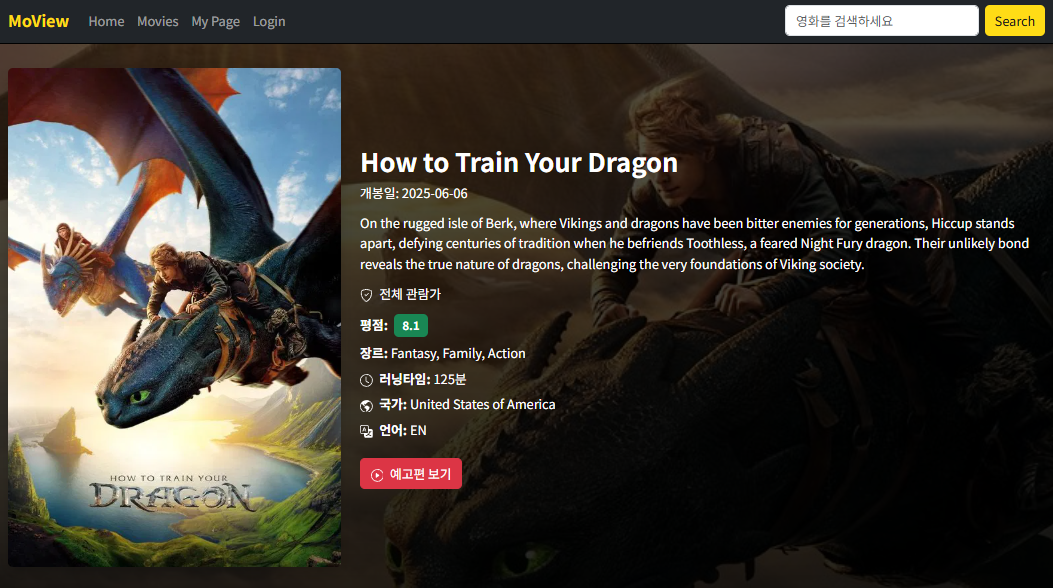 MoView Home Movies My Page Login 영화를 검색하세요 Search
How to Train Your Dragon
개봉일: 2025-06-06
On the rugged isle of Berk, where Vikings and dragons have been bitter enemies for generations, Hiccup stands
apart, defying centuries of tradition when he befriends Toothless, a feared Night Fury dragon. Their unlikely bond
reveals the true nature of dragons, challenging the very foundations of Viking society.
전체 관람가
평점: 8.1
장르: Fantasy, Family, Action
러닝타임: 125분
국가: United States of America
언어: EN
예고편 보기
HOW TO TRAIN YOUR
DRAGON